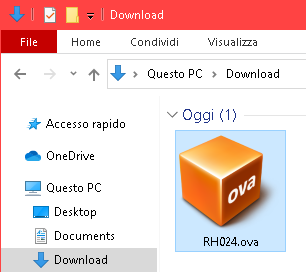 Download
File Home Condividi Visualizza
Questo PC > Download
Accesso rapido
Oggi (1)
OneDrive
Questo PC
Desktop
Documents
Download
ova
RH024.ova